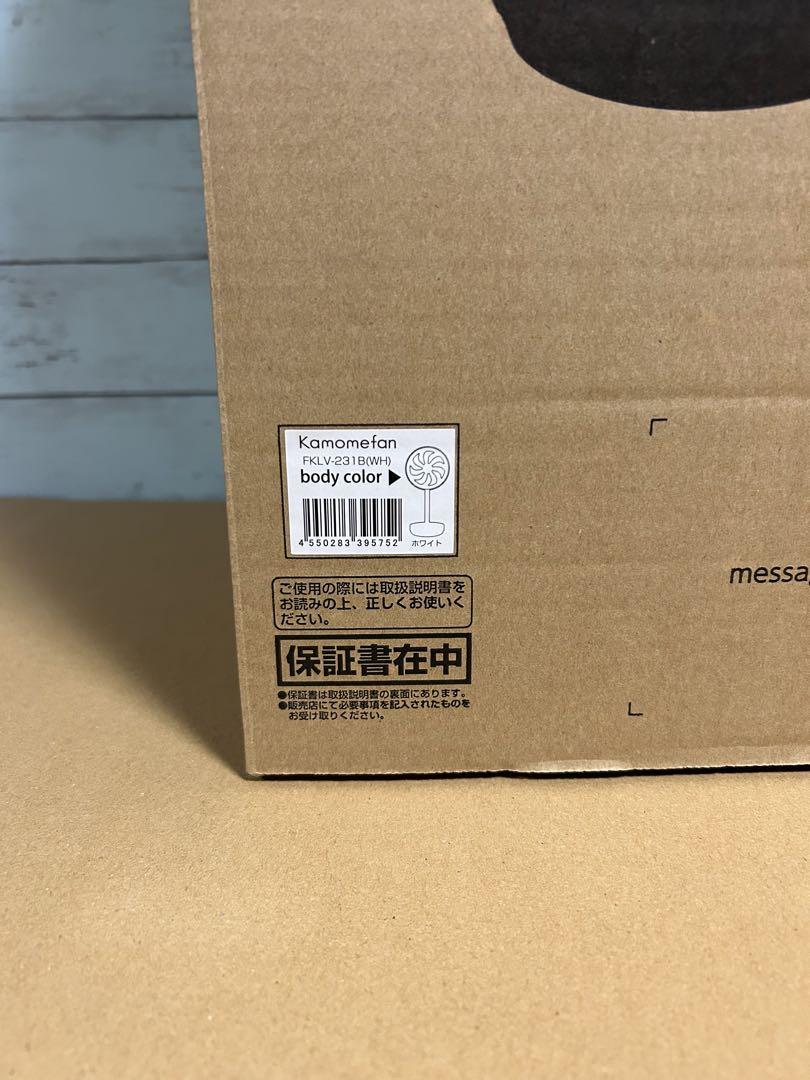 Kamomefan
FKLV-231B(WH)
body color ▶
4 550283 395752
ホワイト
ご使用の際には取扱説明書を
お読みの上、正しくお使いく
ださい。
保証書在中
●保証書は取扱説明書の裏面にあります。
●販売店にて必要事項を記入されたものを
お受け取りください。